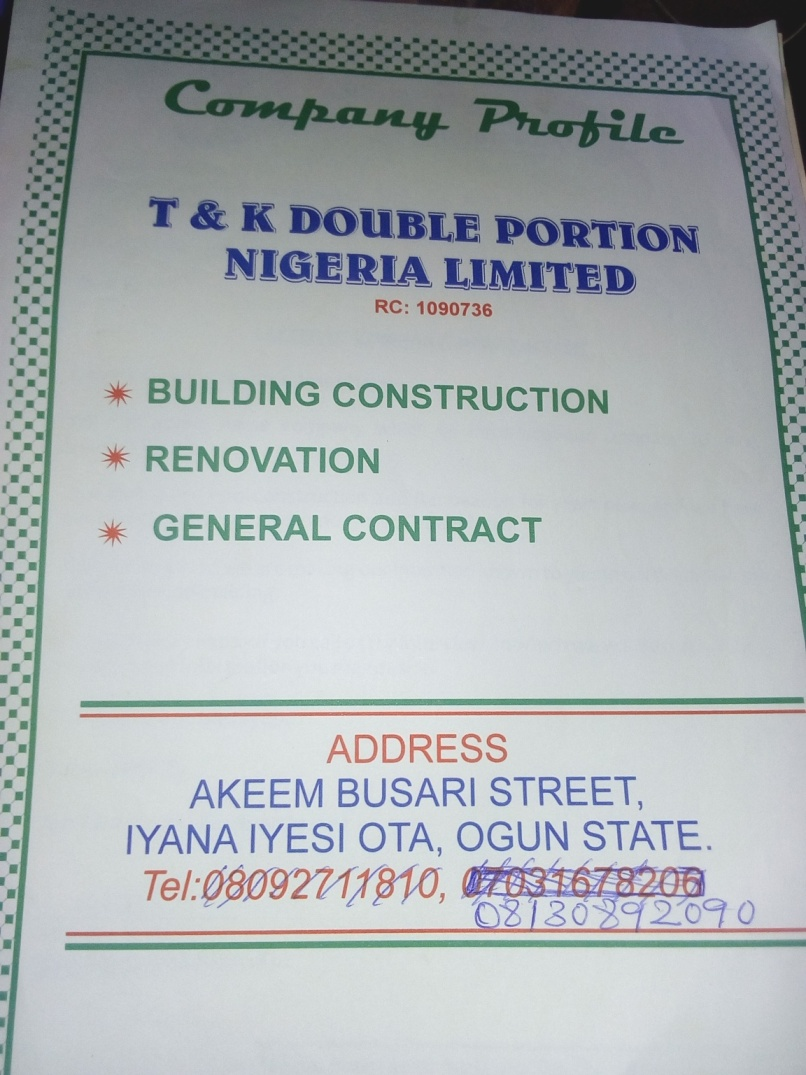 Company Profile
T & K DOUBLE PORTION
NIGERIA LIMITED
RC: 1090736
BUILDING CONSTRUCTION
RENOVATION
GENERAL CONTRACT
ADDRESS
AKEEM BUSARI STREET,
IYANA IYESI OTA, OGUN STATE.
Tel:08092711810, 07031678206
08130892090